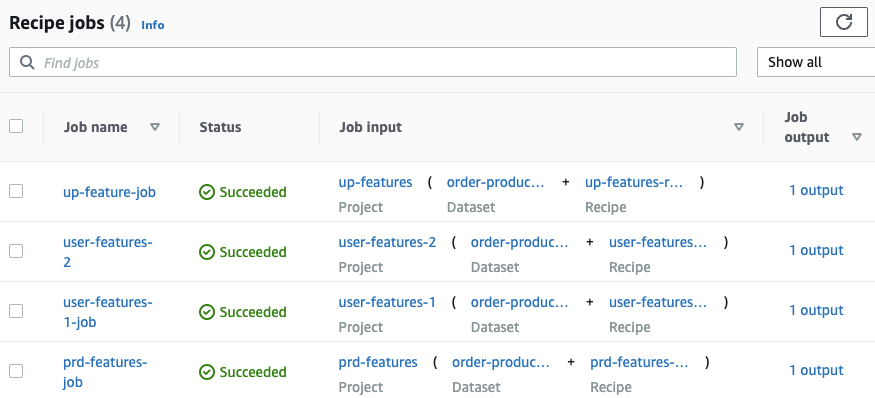 Recipe jobs (4) Info
Find jobs
Show all
Job name Status Job input Job output
up-feature-job Succeeded up-features ( order-produc... + up-features-r... ) 1 output
Project Dataset Recipe
user-features-2 Succeeded user-features-2 ( order-produc... + user-features... ) 1 output
Project Dataset Recipe
user-features-1-job Succeeded user-features-1 ( order-produc... + user-features... ) 1 output
Project Dataset Recipe
prd-features-job Succeeded prd-features ( order-produc... + prd-features-... ) 1 output
Project Dataset Recipe